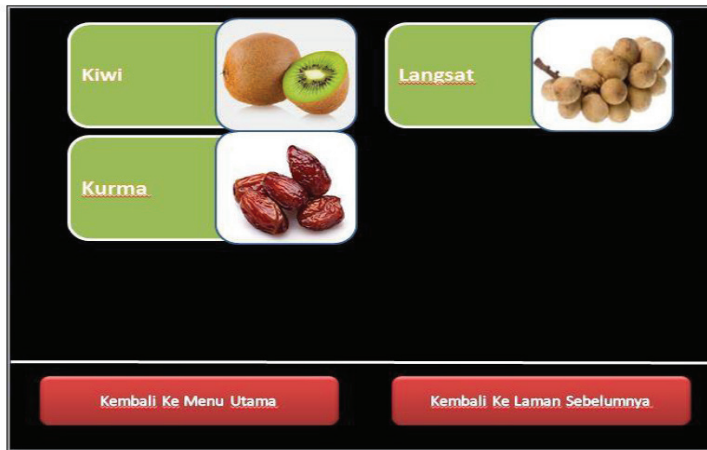 Kiwi
Langsat
Kurma
Kembali Ke Menu Utama
Kembali Ke Laman Sebelumnya